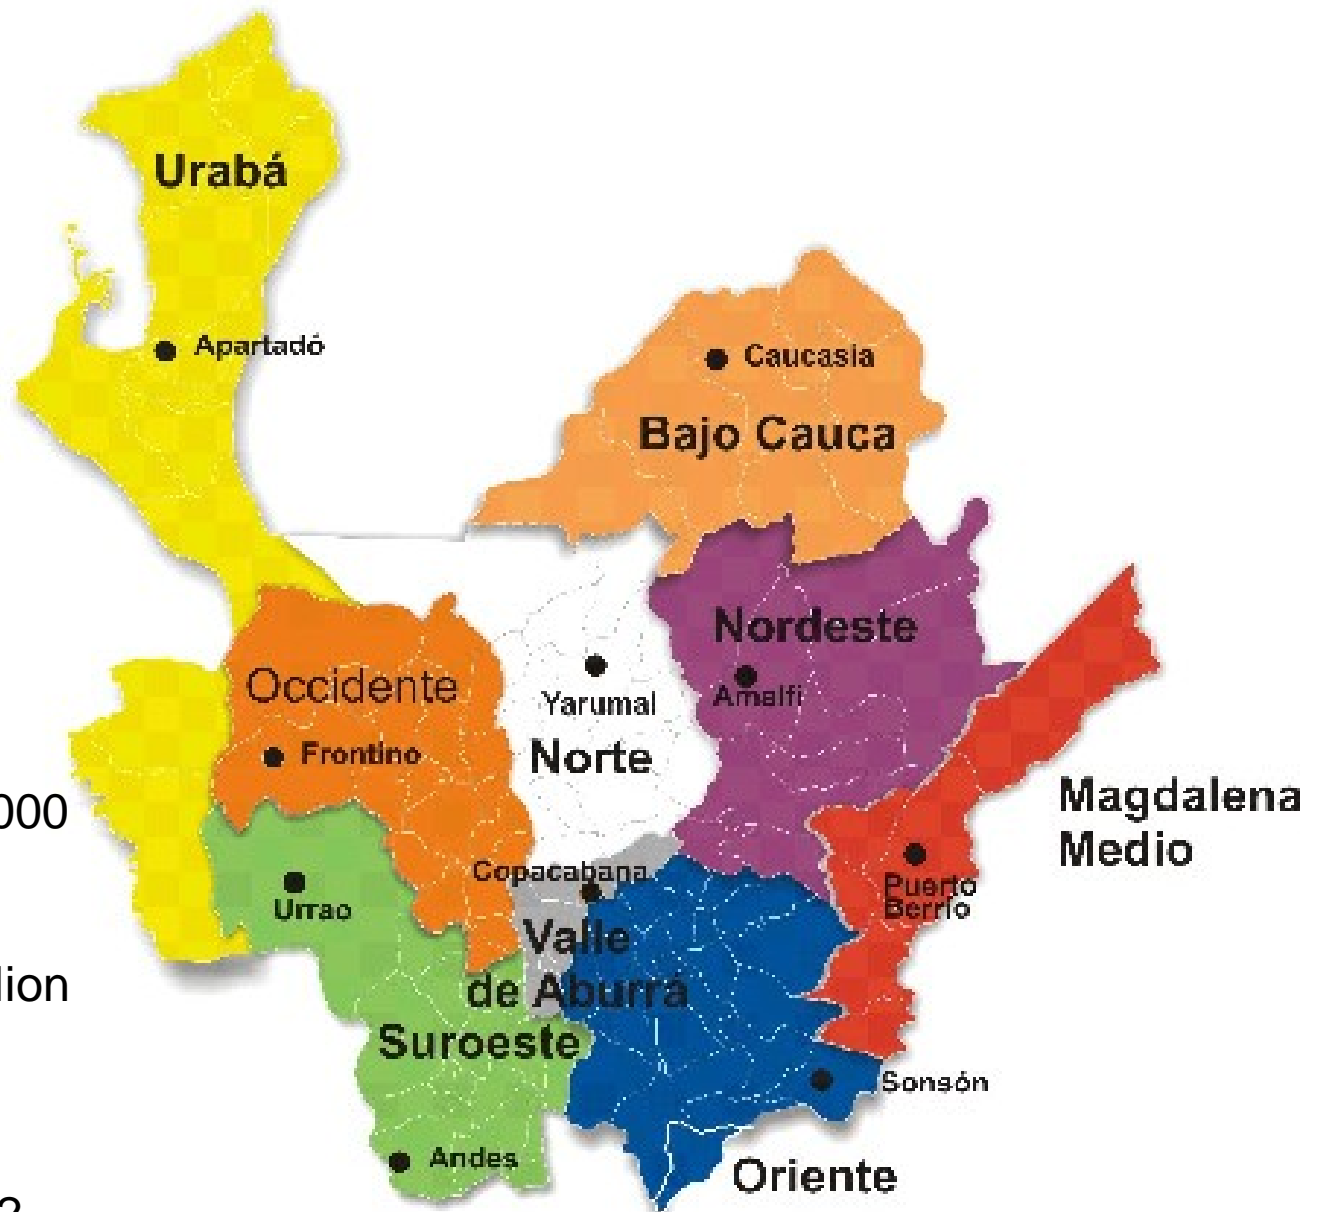 Urabá
Apartadó
Caucasia
Bajo Cauca
Nordeste
Amalfi
Occidente
Yarumal
Frontino
Norte
000
Magdalena
Medio
Copacabana
Puerto
Berrío
Urrao
Valle
de Aburrá
lion
Suroeste
Sonsón
Andes
Oriente